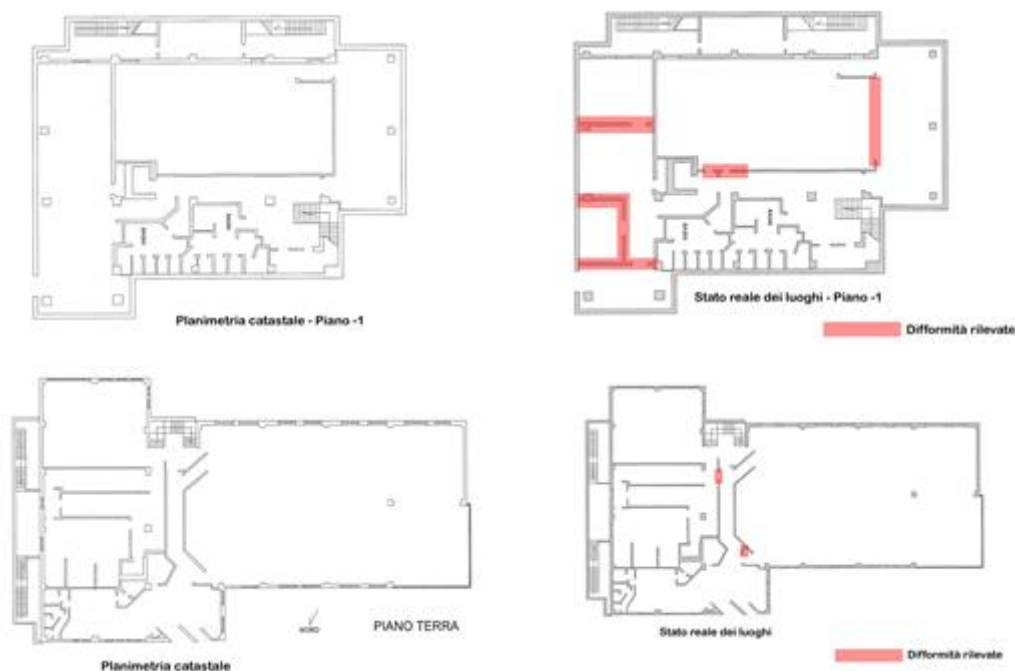 Planimetria catastale - Piano -1
Stato reale dei luoghi - Piano -1
Difformità rilevate
NORD
PIANO TERRA
Planimetria catastale
Stato reale dei luoghi
Difformità rilevate